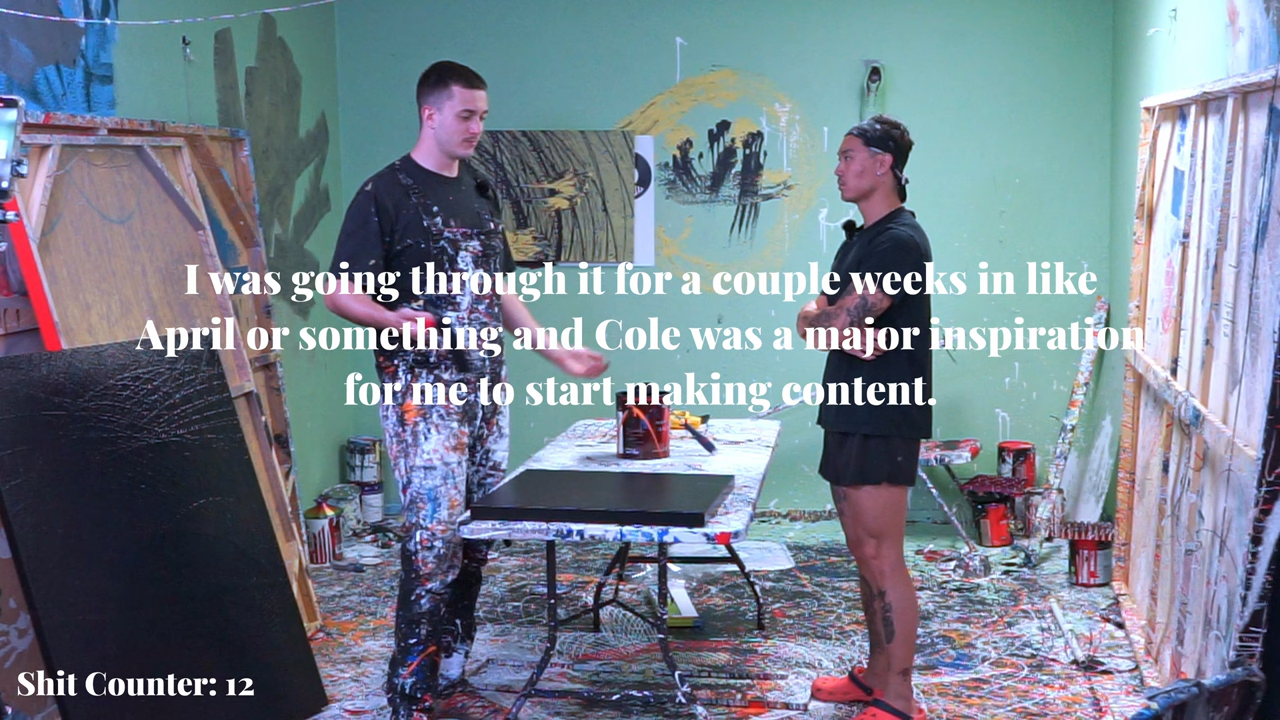 I was going through it for a couple weeks in like
April or something and Cole was a major inspiration
for me to start making content.
Shit Counter: 12